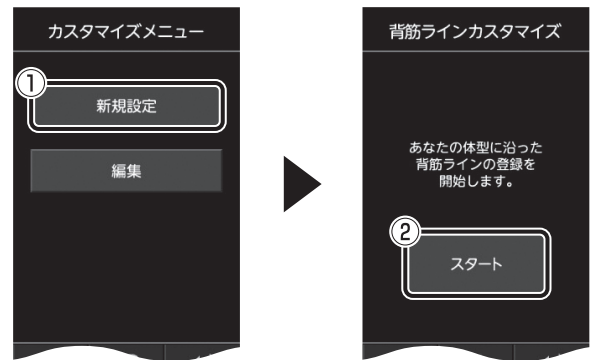 カスタマイズメニュー
①
新規設定
編集
背筋ラインカスタマイズ
あなたの体型に沿った
背筋ラインの登録を
開始します。
②
スタート